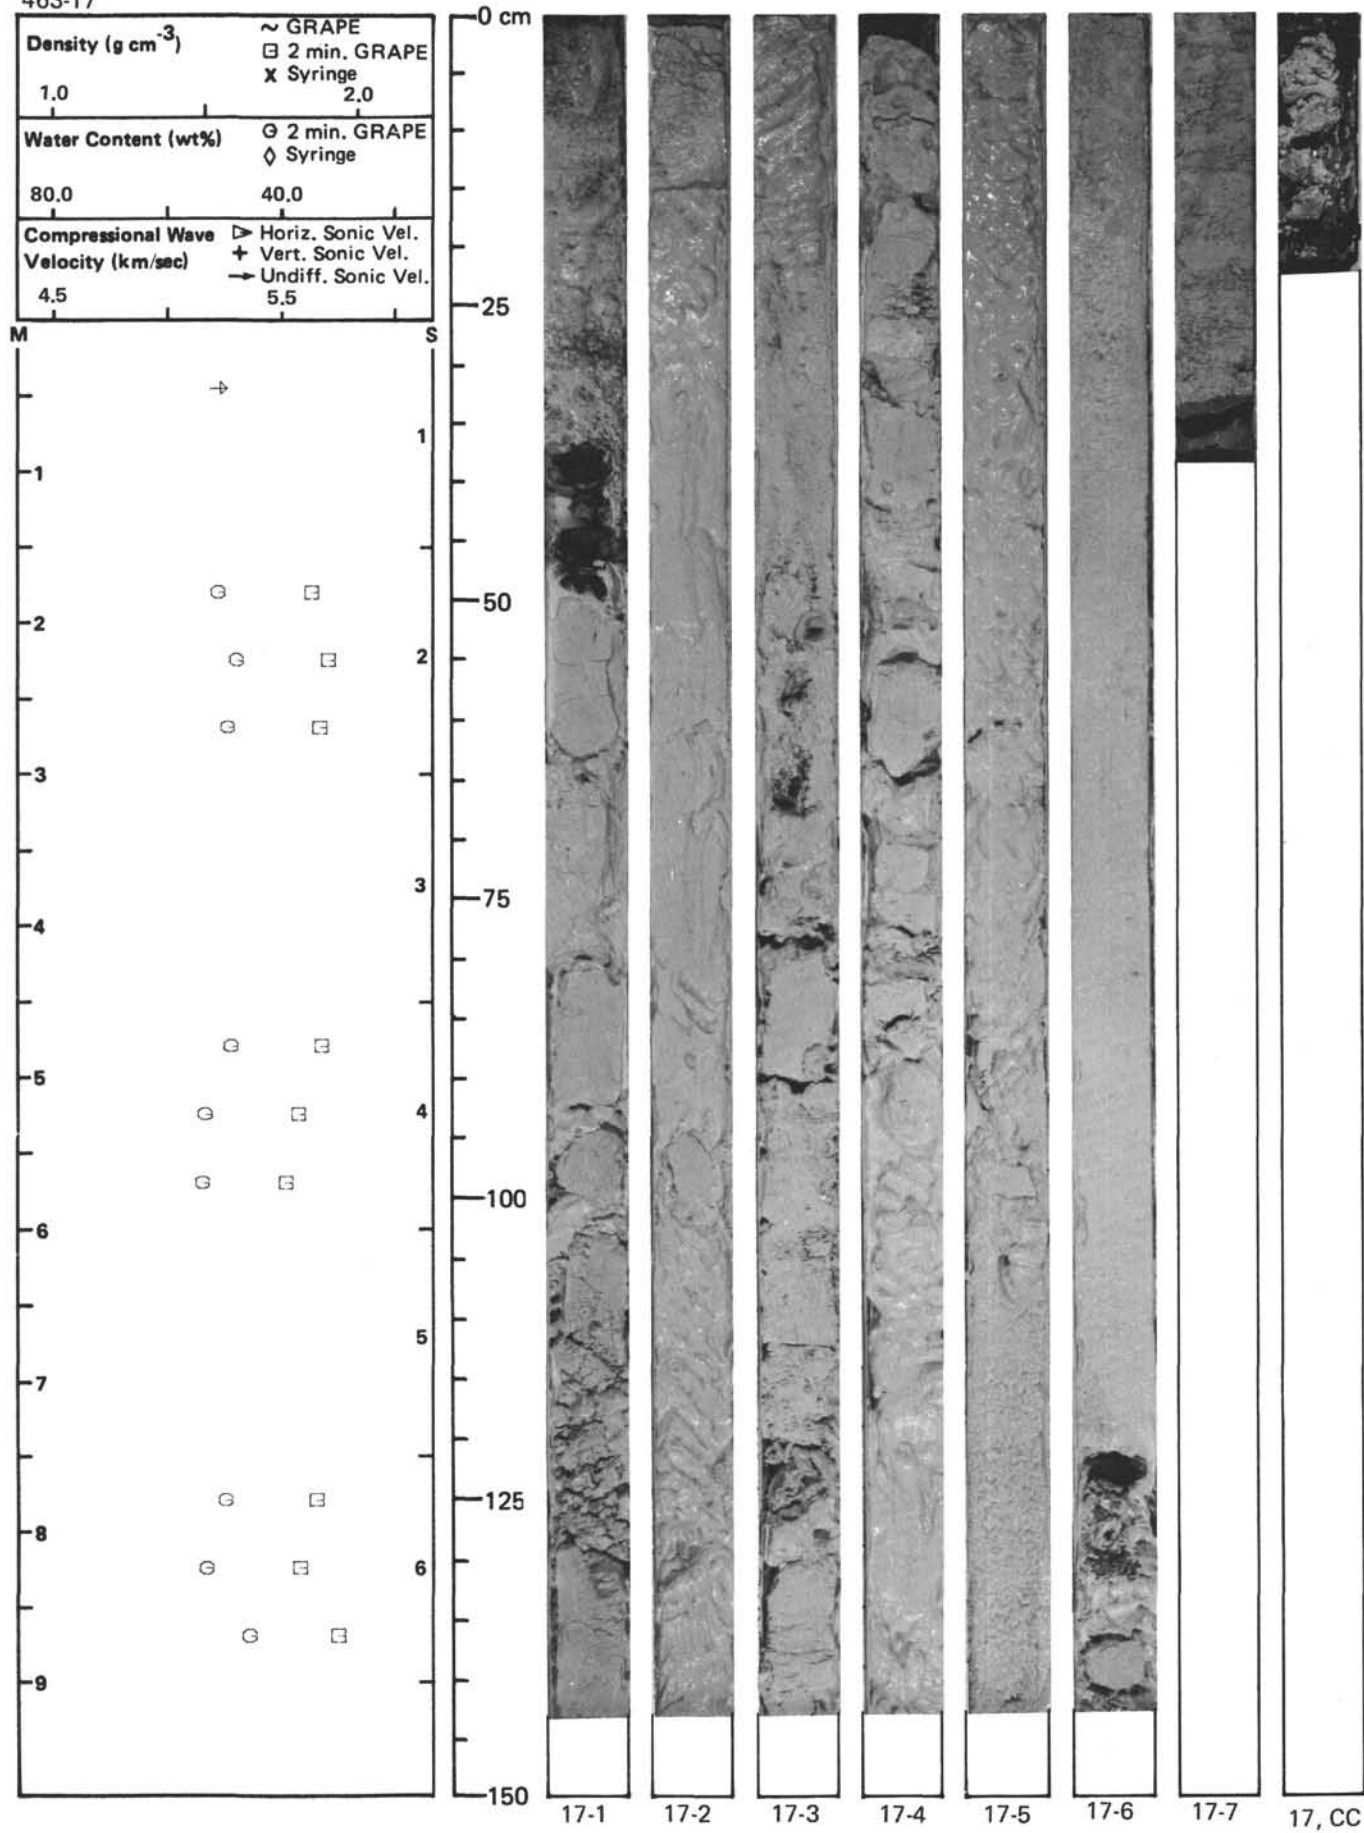 463-17
Density (g cm-3)
~ GRAPE
2 min. GRAPE
x Syringe
1.0 2.0
Water Content (wt%)
2 min. GRAPE
◊ Syringe
80.0 40.0
Compressional Wave
Velocity (km/sec)
Horiz. Sonic Vel.
+ Vert. Sonic Vel.
→ Undiff. Sonic Vel.
4.5 5.5
M S
1
1
2
2
3
3
4
5
4
6
5
7
8
6
9
0 cm
25
50
75
100
125
150
17-1 17-2 17-3 17-4 17-5 17-6 17-7 17, CC